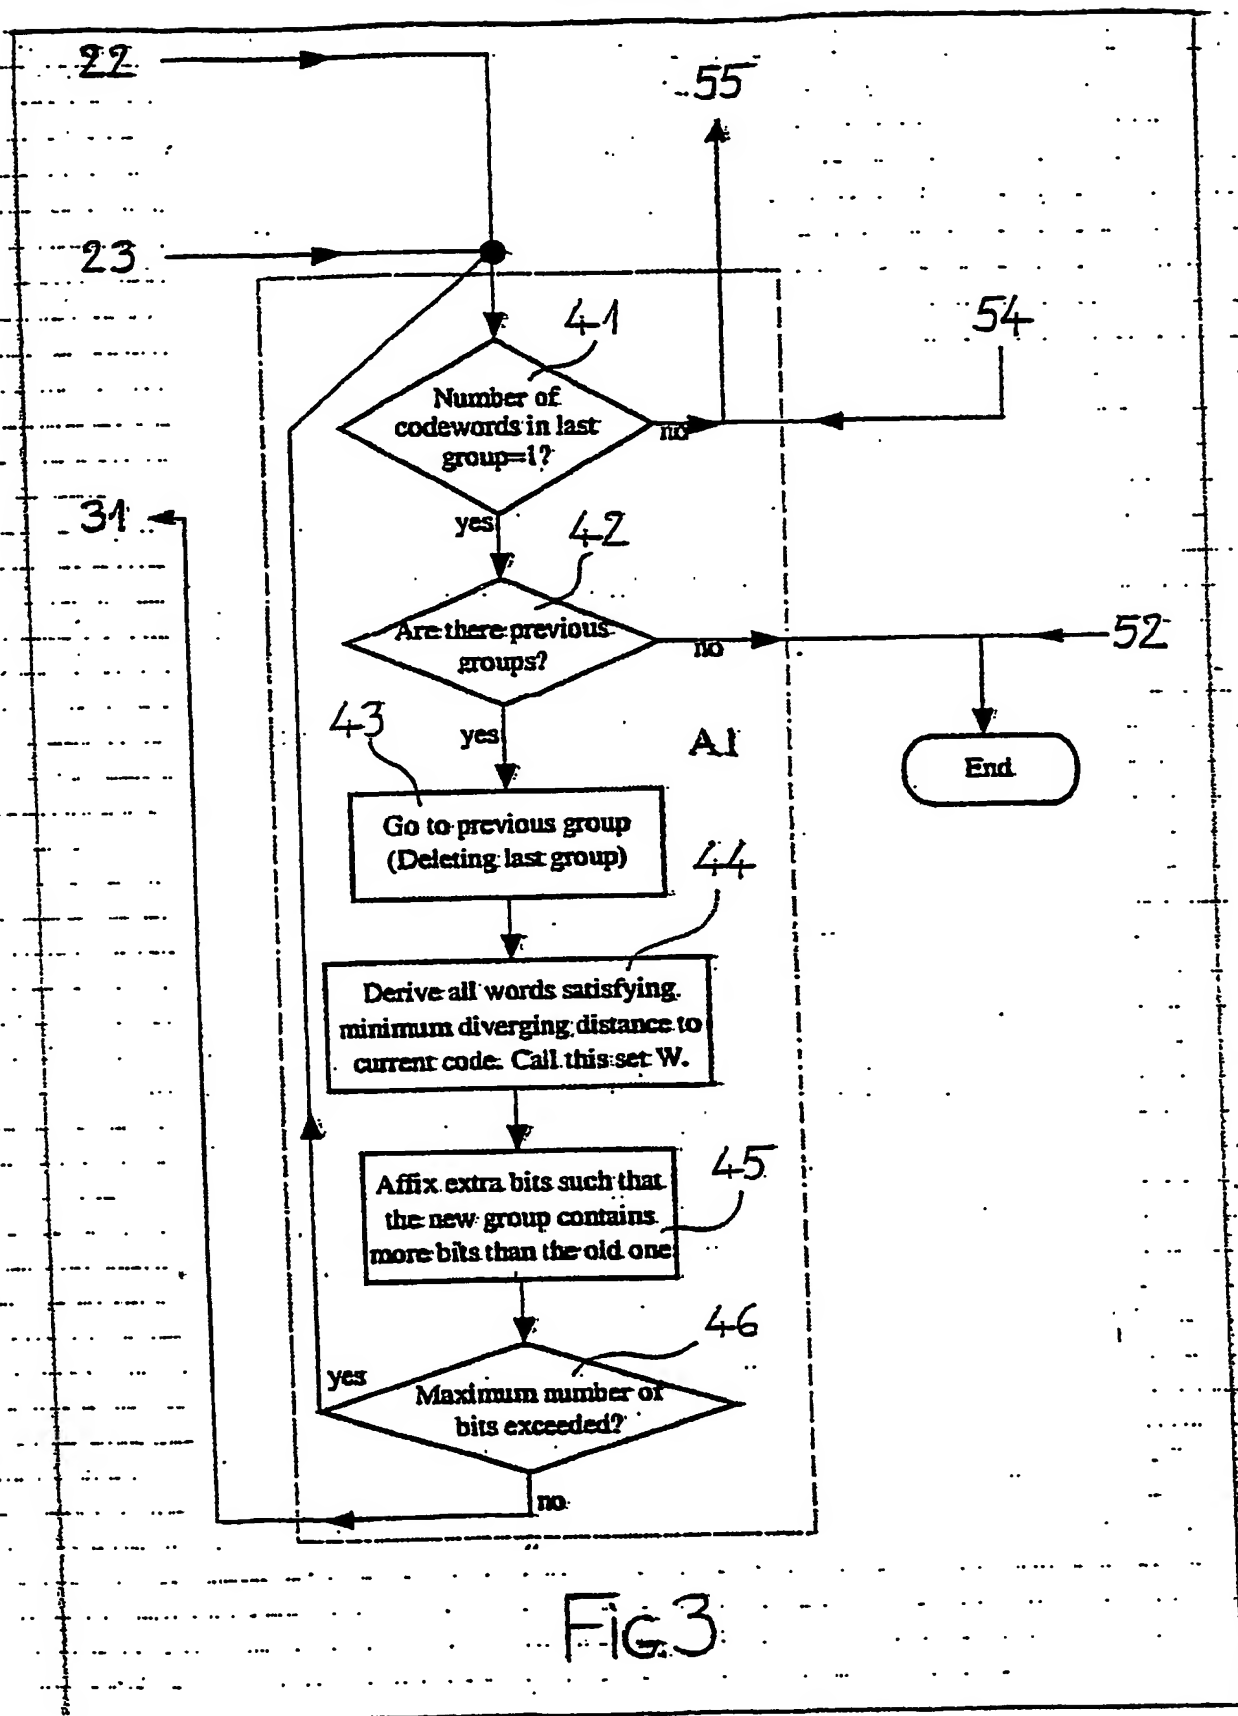 22
55
23
41
54
Number of
codewords in last
group=1?
no
31
yes
42
Are there previous
groups?
no
52
43
yes
A1
End
Go to previous group
(Deleting last group)
44
Derive all words satisfying
minimum diverging distance to
current code. Call this set W.
45
Affix extra bits such that
the new group contains
more bits than the old one
46
yes
Maximum number of
bits exceeded?
no
Fig.3